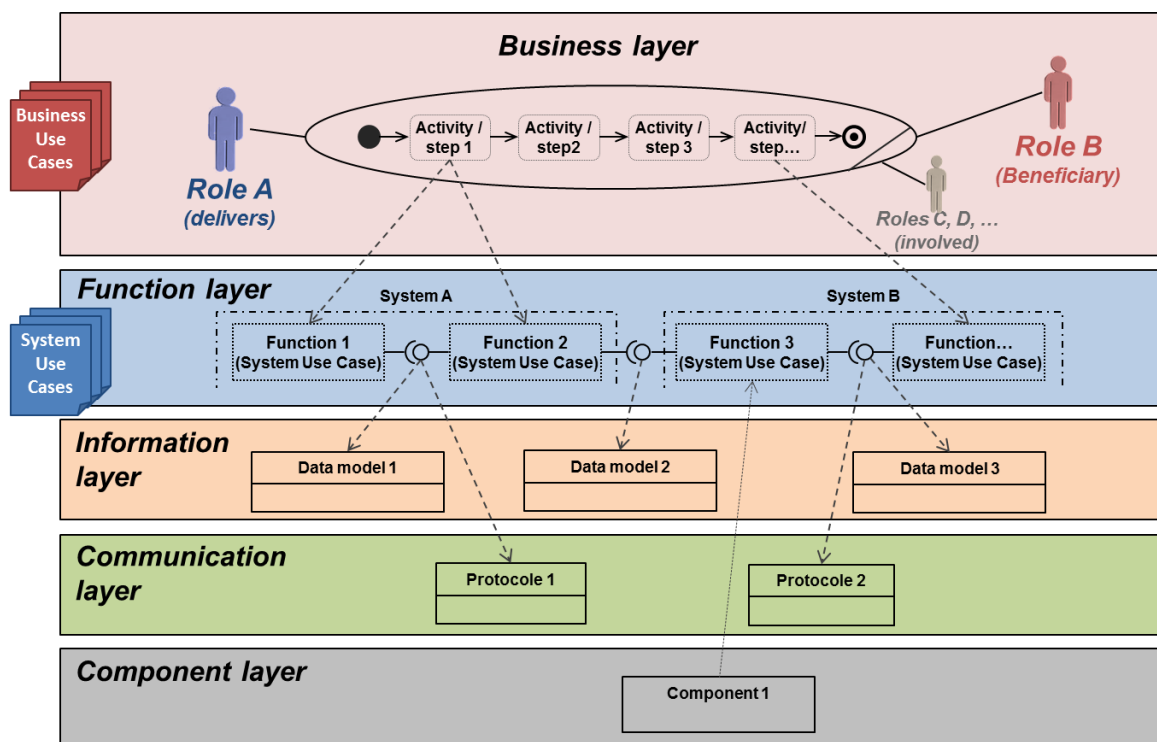 Business layer
Business
Use
Cases
Role A
(delivers)
Activity /
step 1
Activity /
step2
Activity /
step 3
Activity/
step...
Role B
(Beneficiary)
Roles C, D, ...
(involved)
Function layer
System
Use
Cases
System A
System B
Function 1
(System Use Case)
Function 2
(System Use Case)
Function 3
(System Use Case)
Function...
(System Use Case)
Information
layer
Data model 1
Data model 2
Data model 3
Communication
layer
Protocole 1
Protocole 2
Component layer
Component 1